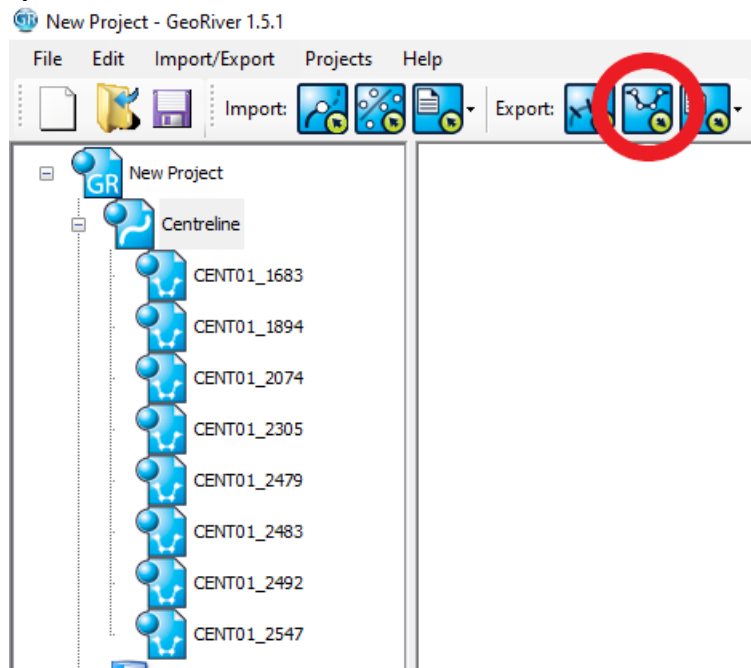 New Project - GeoRiver 1.5.1
File Edit Import/Export Projects Help
Import: Export:
GR New Project
Centreline
CENT01_1683
CENT01_1894
CENT01_2074
CENT01_2305
CENT01_2479
CENT01_2483
CENT01_2492
CENT01_2547